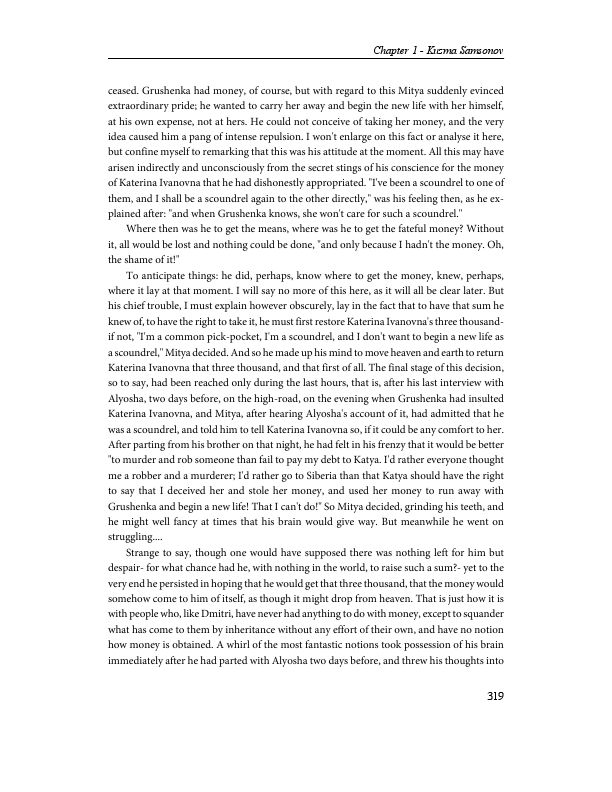 Chapter 1 - Kuzma Samsonov
ceased. Grushenka had money, of course, but with regard to this Mitya suddenly evinced
extraordinary pride; he wanted to carry her away and begin the new life with her himself,
at his own expense, not at hers. He could not conceive of taking her money, and the very
idea caused him a pang of intense repulsion. I won't enlarge on this fact or analyse it here,
but confine myself to remarking that this was his attitude at the moment. All this may have
arisen indirectly and unconsciously from the secret stings of his conscience for the money
of Katerina Ivanovna that he had dishonestly appropriated. "I've been a scoundrel to one of
them, and I shall be a scoundrel again to the other directly," was his feeling then, as he ex-
plained after: "and when Grushenka knows, she won't care for such a scoundrel."
Where then was he to get the means, where was he to get the fateful money? Without
it, all would be lost and nothing could be done, "and only because I hadn't the money. Oh,
the shame of it!"
To anticipate things: he did, perhaps, know where to get the money, knew, perhaps,
where it lay at that moment. I will say no more of this here, as it will all be clear later. But
his chief trouble, I must explain however obscurely, lay in the fact that to have that sum he
knew of, to have the right to take it, he must first restore Katerina Ivanovna's three thousand-
if not, "I'm a common pick-pocket, I'm a scoundrel, and I don't want to begin a new life as
a scoundrel," Mitya decided. And so he made up his mind to move heaven and earth to return
Katerina Ivanovna that three thousand, and that first of all. The final stage of this decision,
so to say, had been reached only during the last hours, that is, after his last interview with
Alyosha, two days before, on the high-road, on the evening when Grushenka had insulted
Katerina Ivanovna, and Mitya, after hearing Alyosha's account of it, had admitted that he
was a scoundrel, and told him to tell Katerina Ivanovna so, if it could be any comfort to her.
After parting from his brother on that night, he had felt in his frenzy that it would be better
"to murder and rob someone than fail to pay my debt to Katya. I'd rather everyone thought
me a robber and a murderer; I'd rather go to Siberia than that Katya should have the right
to say that I deceived her and stole her money, and used her money to run away with
Grushenka and begin a new life! That I can't do!" So Mitya decided, grinding his teeth, and
he might well fancy at times that his brain would give way. But meanwhile he went on
struggling....
Strange to say, though one would have supposed there was nothing left for him but
despair- for what chance had he, with nothing in the world, to raise such a sum?- yet to the
very end he persisted in hoping that he would get that three thousand, that the money would
somehow come to him of itself, as though it might drop from heaven. That is just how it is
with people who, like Dmitri, have never had anything to do with money, except to squander
what has come to them by inheritance without any effort of their own, and have no notion
how money is obtained. A whirl of the most fantastic notions took possession of his brain
immediately after he had parted with Alyosha two days before, and threw his thoughts into
319